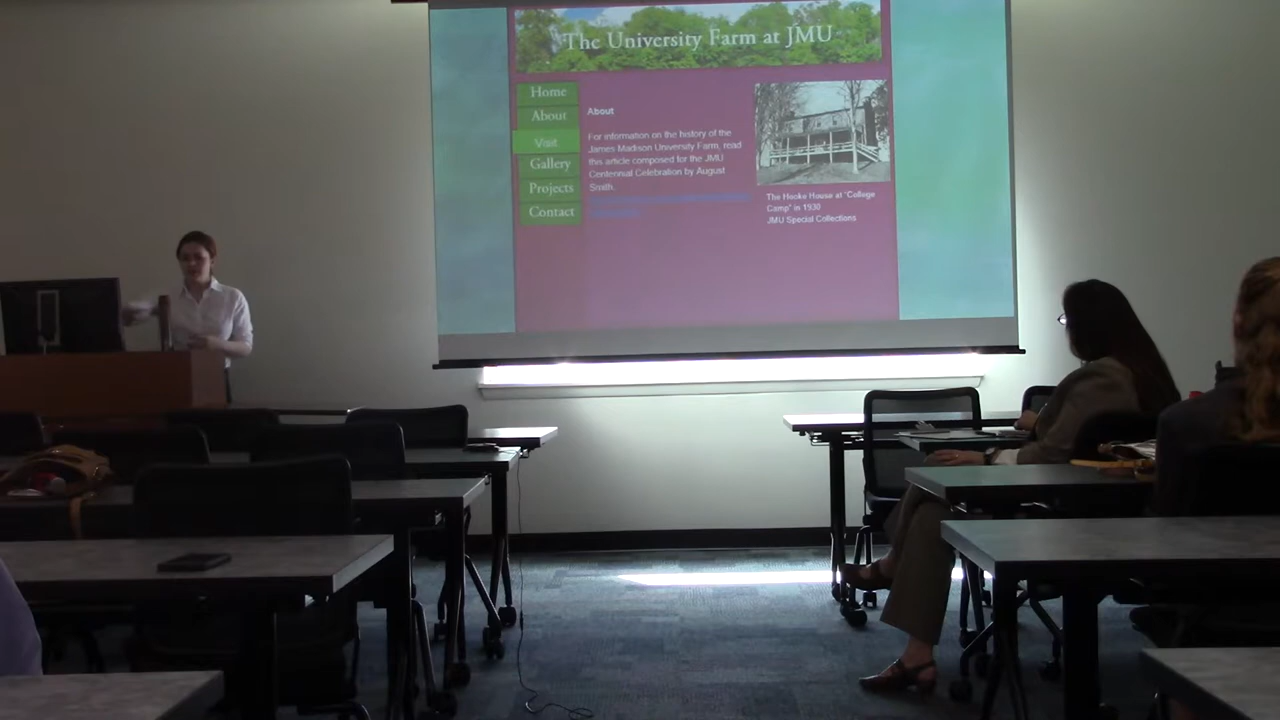 The University Farm at JMU
Home
About
Visit
Gallery
Projects
Contact
About
For information on the history of the
James Madison University Farm, read
this article composed for the JMU
Centennial Celebration by August
Smith.
The Hooke House at "College
Camp" in 1930
JMU Special Collections